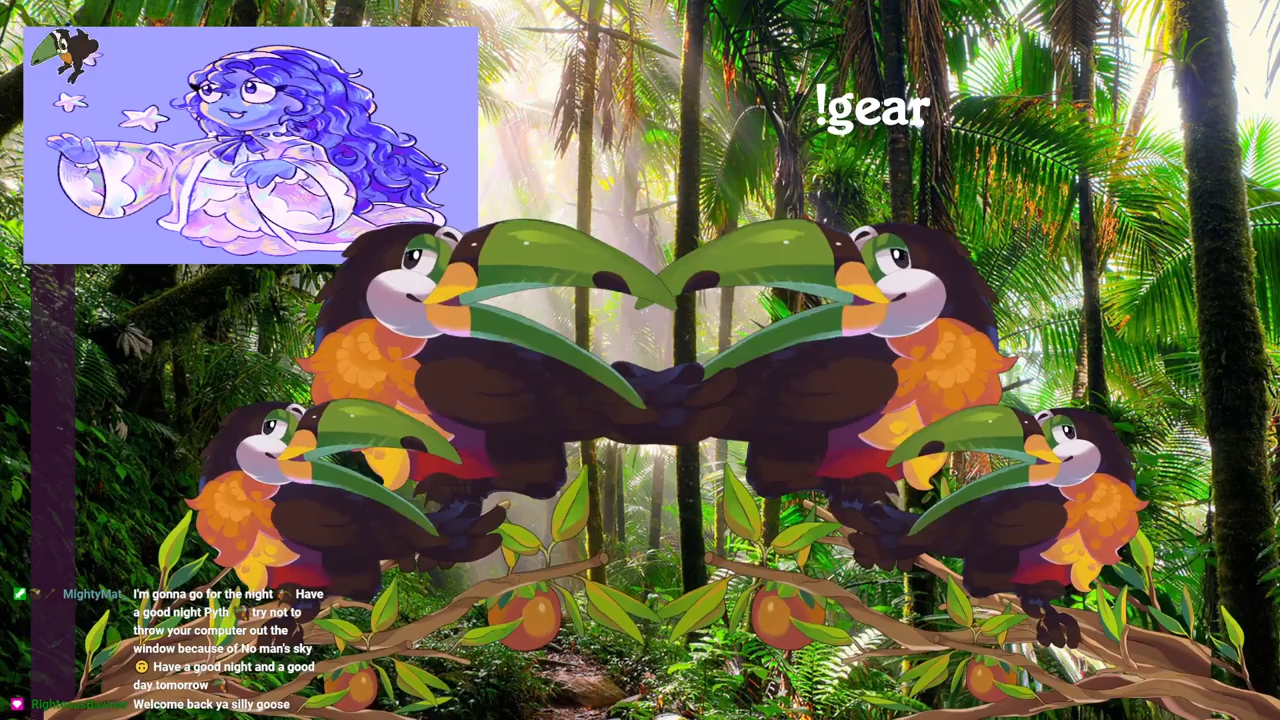 !gear
MightyMat I'm gonna go for the night Have
a good night Pyth try not to
throw your computer out the
window because of No man's sky
🙃 Have a good night and a good
day tomorrow
Welcome back ya silly goose